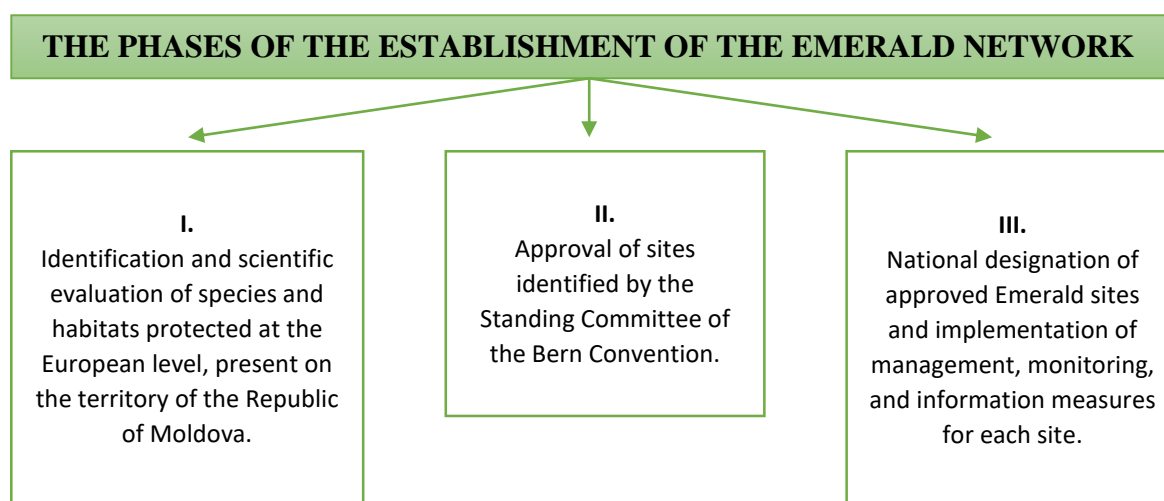 THE PHASES OF THE ESTABLISHMENT OF THE EMERALD NETWORK
I.
Identification and scientific
evaluation of species and
habitats protected at the
European level, present on
the territory of the Republic
of Moldova.
II.
Approval of sites
identified by the
Standing Committee of
the Bern Convention.
III.
National designation of
approved Emerald sites
and implementation of
management, monitoring,
and information measures
for each site.